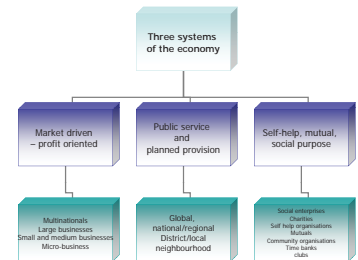 Three systems
of the economy
Market driven
– profit oriented
Public service
and
planned provision
Self-help, mutual,
social purpose
Multinationals
Large businesses
Small and medium businesses
Micro-business
Global,
national/regional
District/local
neighbourhood
Social enterprises
Charities
Self help organisations
Mutuals
Community organisations
Time banks
clubs